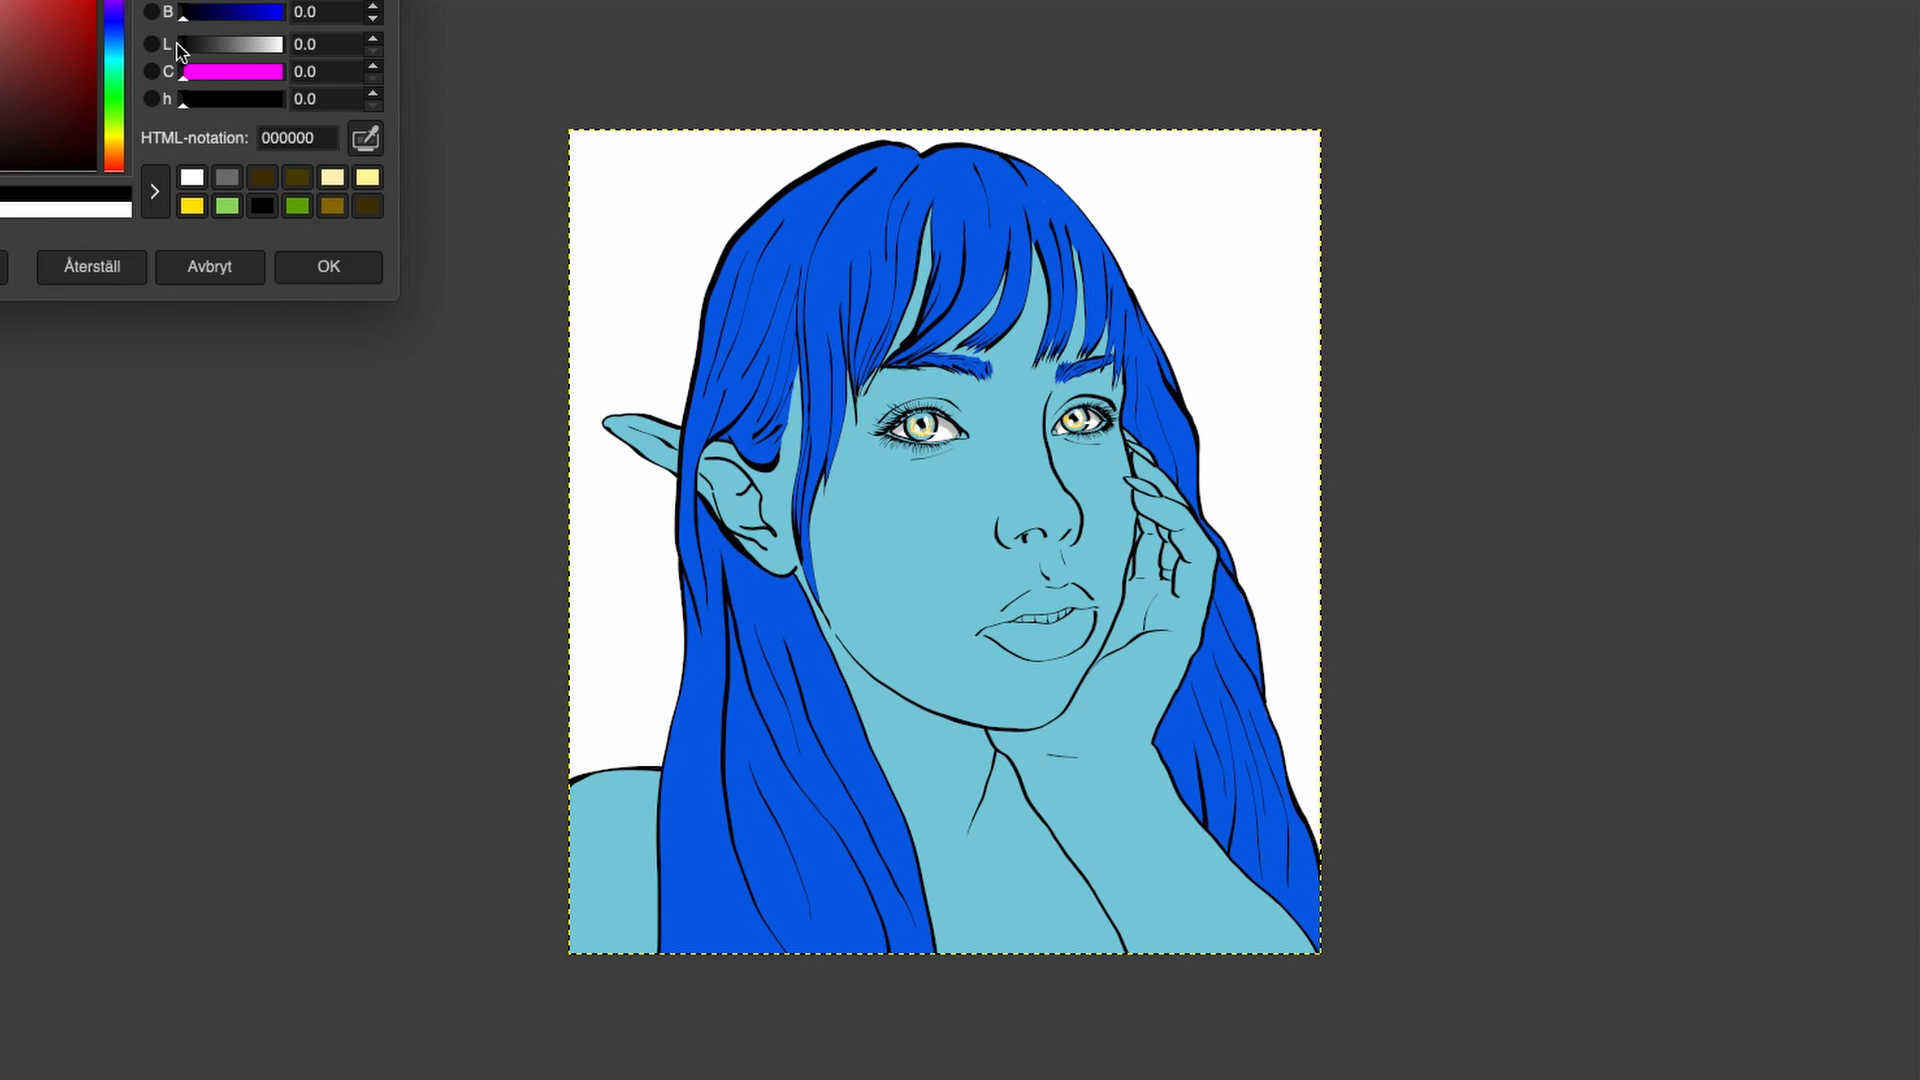 B 0.0
L 0.0
C 0.0
h 0.0
HTML-notation: 000000
Återställ Avbryt OK